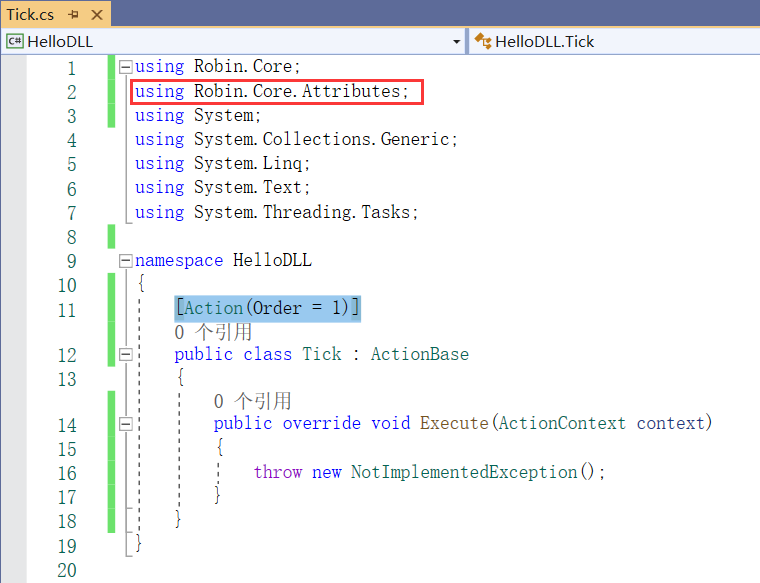 Tick.cs
C# HelloDLL HelloDLL.Tick
1 using Robin.Core;
2 using Robin.Core.Attributes;
3 using System;
4 using System.Collections.Generic;
5 using System.Linq;
6 using System.Text;
7 using System.Threading.Tasks;
8
9 namespace HelloDLL
10 {
11 [Action(Order = 1)]
0 个引用
12 public class Tick : ActionBase
13 {
0 个引用
14 public override void Execute(ActionContext context)
15 {
16 throw new NotImplementedException();
17 }
18 }
19 }
20